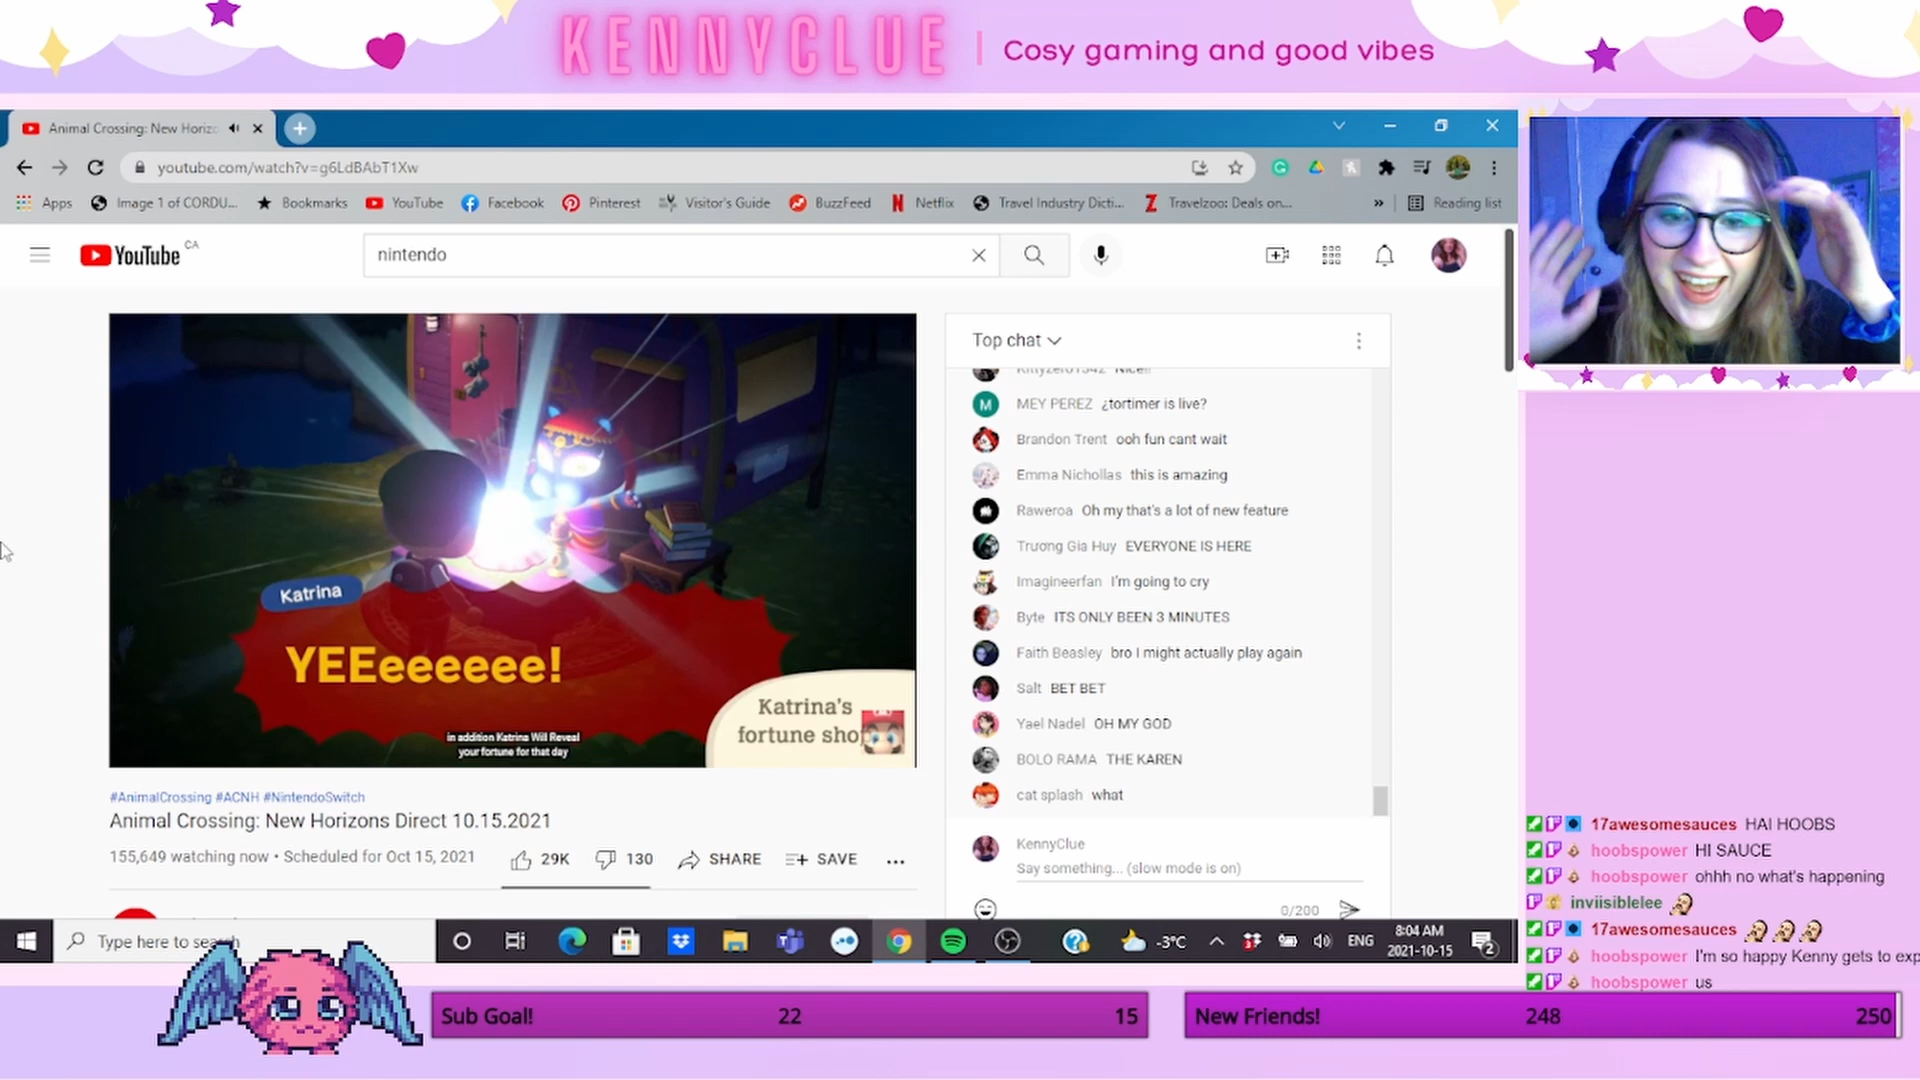 KENNYCLUE | Cosy gaming and good vibes
Animal Crossing: New Horizo
youtube.com/watch?v=g6LdBAbT1Xw
Apps Image 1 of CORDU... Bookmarks YouTube Facebook Pinterest Visitor's Guide BuzzFeed Netflix Travel Industry Dicti... Travelzoo: Deals on... » Reading list
YouTube CA
nintendo
Katrina
YEEeeeeee!
Katrina's
fortune sho
in addition Katrina Will Reveal
your fortune for that day
#AnimalCrossing #ACNH #NintendoSwitch
Animal Crossing: New Horizons Direct 10.15.2021
155,649 watching now • Scheduled for Oct 15, 2021
29K 130 SHARE SAVE ...
Top chat
Kittyzero1342 Nice!!
M MEY PEREZ ¿tortimer is live?
Brandon Trent ooh fun cant wait
Emma Nichollas this is amazing
Raweroa Oh my that's a lot of new feature
Trương Gia Huy EVERYONE IS HERE
Imagineerfan I'm going to cry
Byte ITS ONLY BEEN 3 MINUTES
Faith Beasley bro I might actually play again
Salt BET BET
Yael Nadel OH MY GOD
BOLO RAMA THE KAREN
cat splash what
KennyClue
Say something... (slow mode is on)
0/200
17awesomesauces HAI HOOBS
hoobspower HI SAUCE
hoobspower ohhh no what's happening
inviisiblelee
17awesomesauces
hoobspower I'm so happy Kenny gets to exp
hoobspower us
Type here to search
-3°C ENG 8:04 AM
2021-10-15 2
Sub Goal! 22 15
New Friends! 248 250